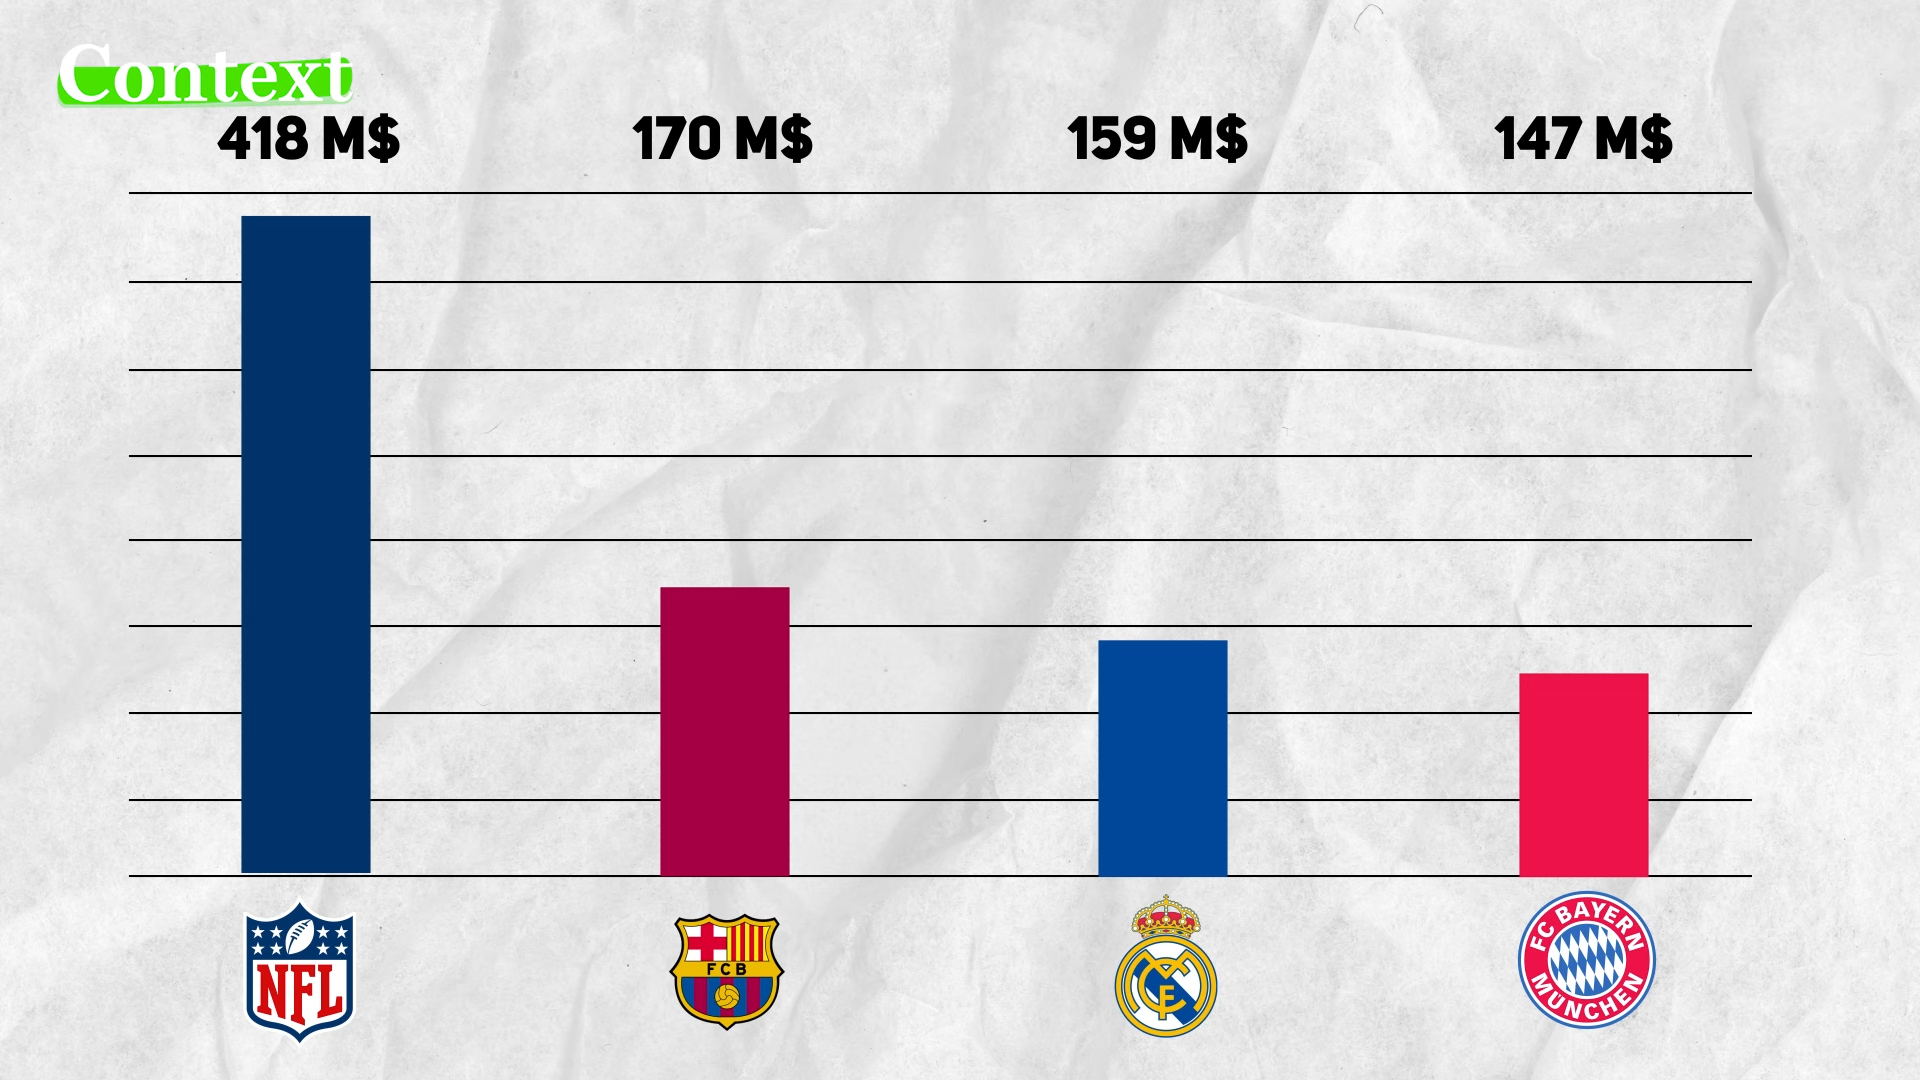 Context
418 M$
170 M$
159 M$
147 M$
NFL
FCB
FC BAYERN
MÜNCHEN